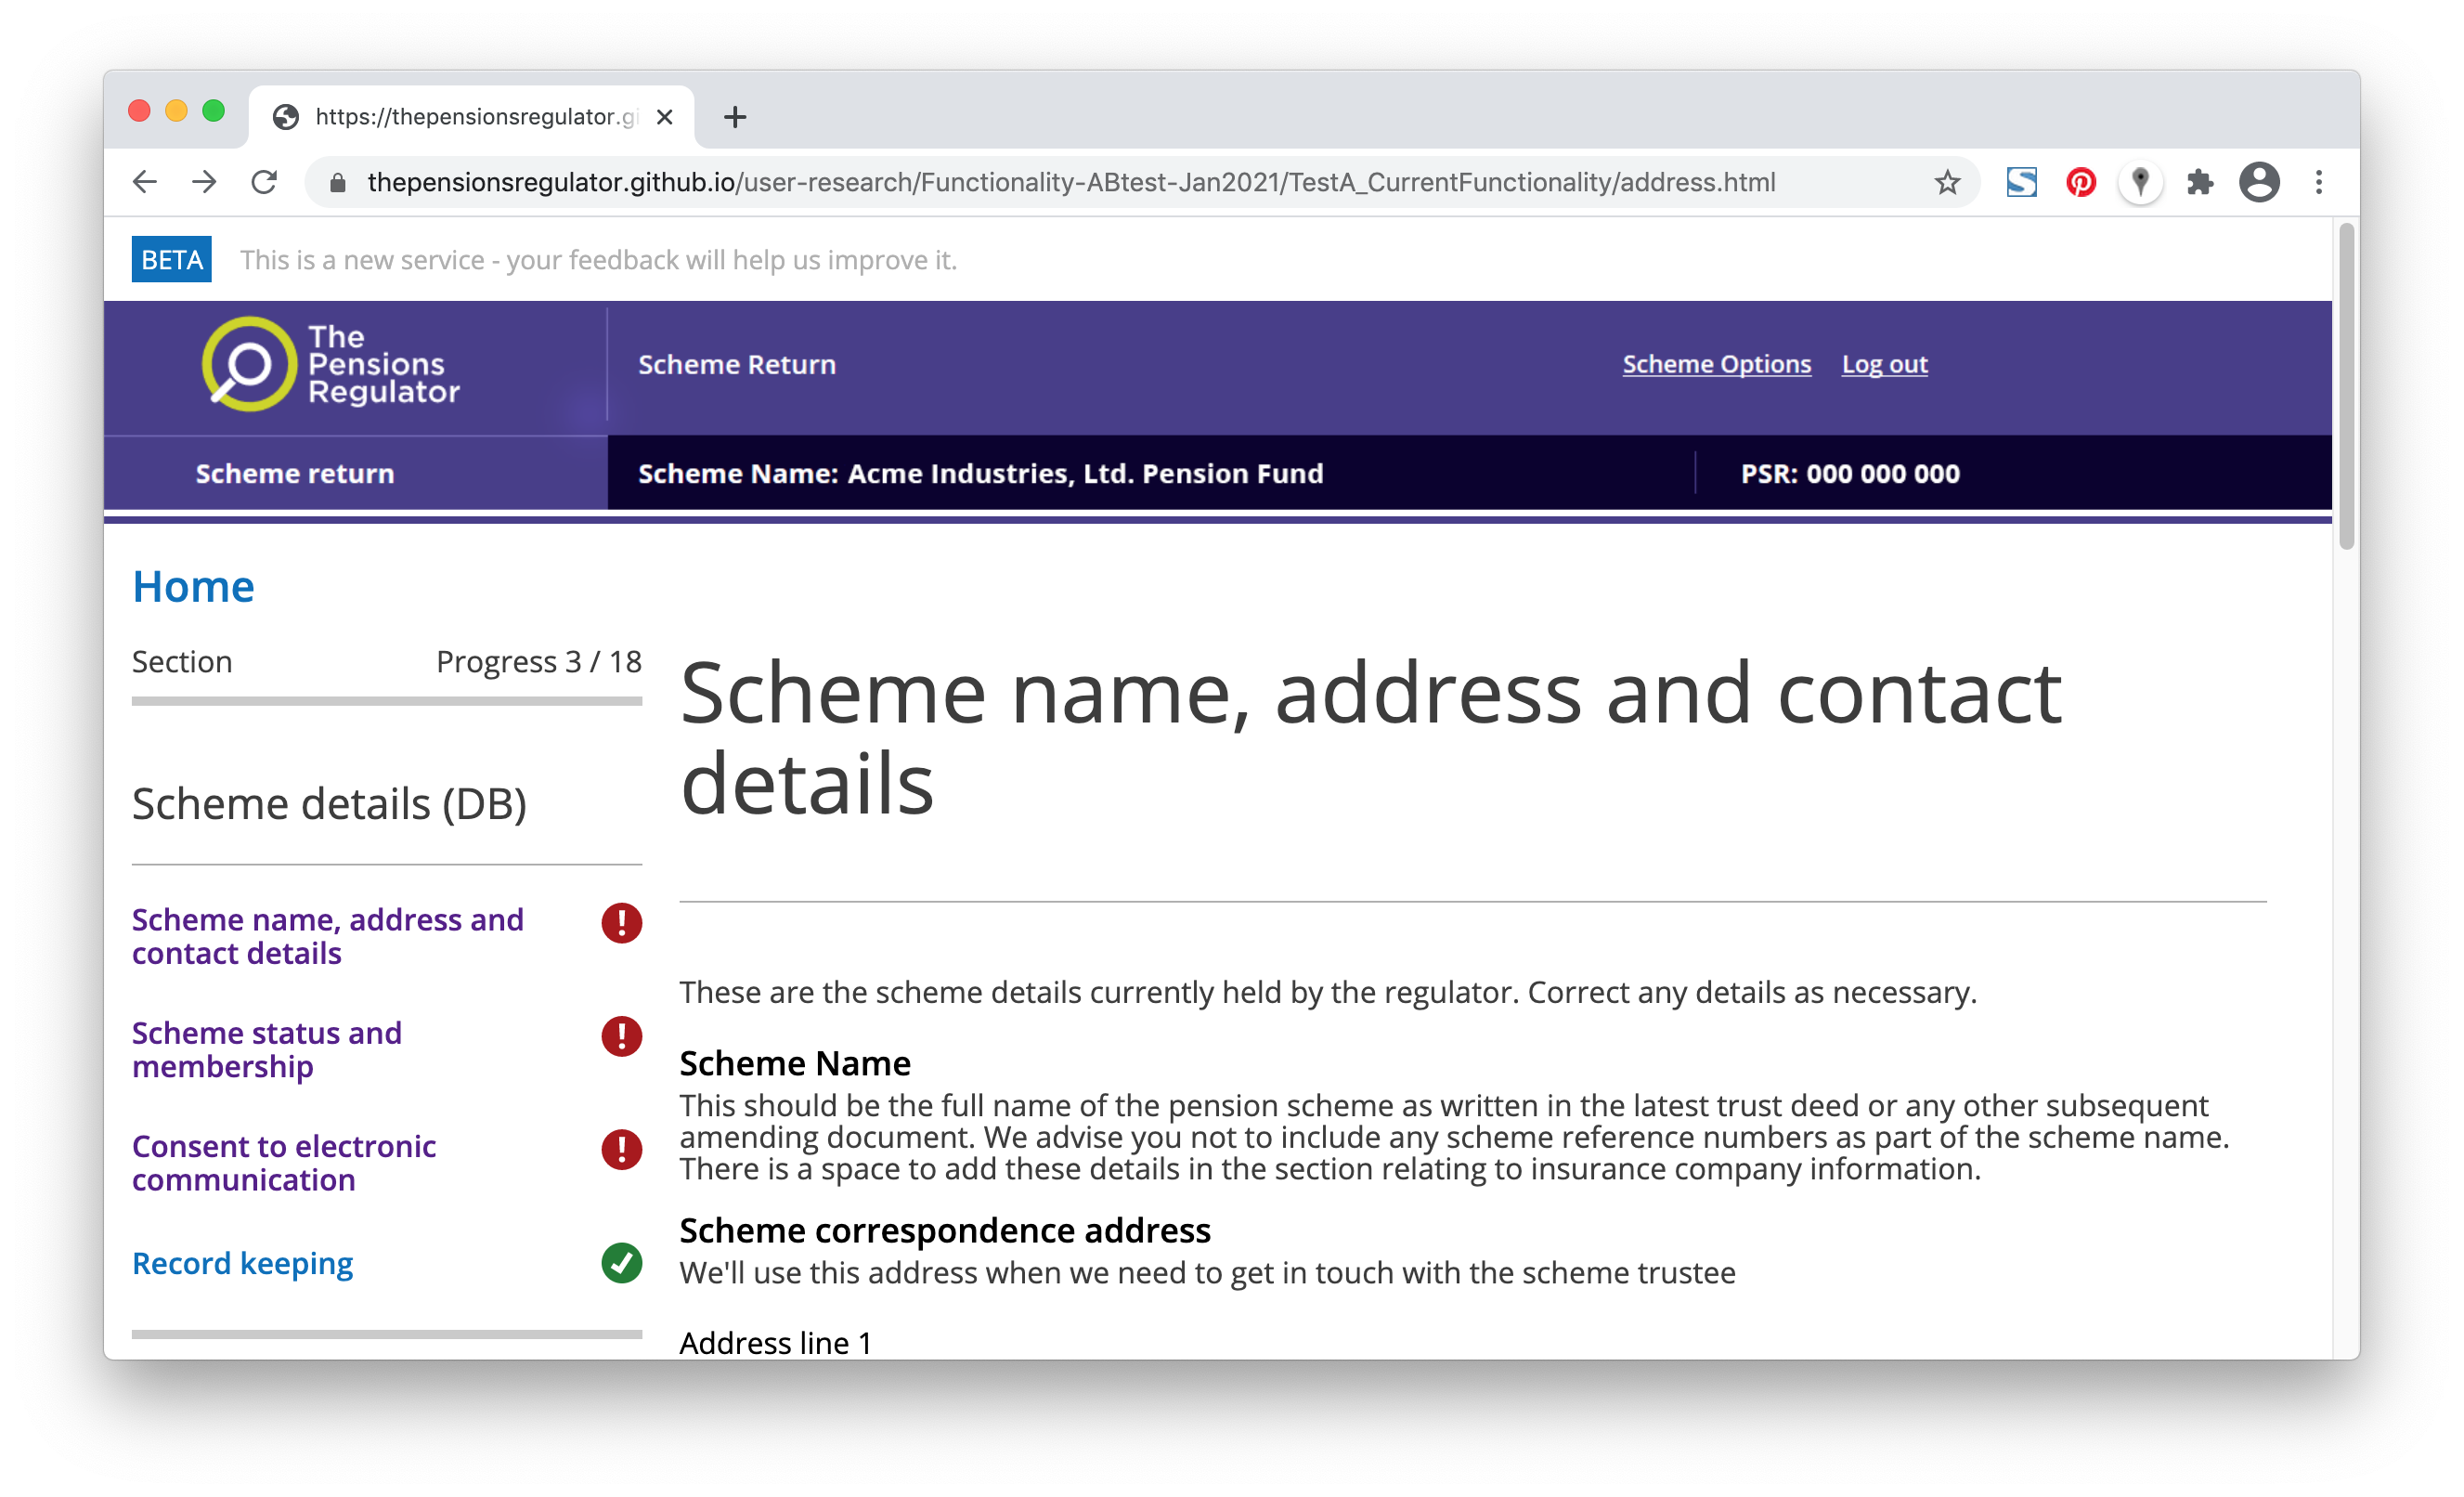 https://thepensionsregulator.gi
thepensionsregulator.github.io/user-research/Functionality-ABtest-Jan2021/TestA_CurrentFunctionality/address.html
BETA This is a new service - your feedback will help us improve it.
The
Pensions
Regulator
Scheme Return
Scheme Options Log out
Scheme return
Scheme Name: Acme Industries, Ltd. Pension Fund
PSR: 000 000 000
Home
Section Progress 3 / 18
Scheme details (DB)
Scheme name, address and
contact details
Scheme status and
membership
Consent to electronic
communication
Record keeping
Scheme name, address and contact
details
These are the scheme details currently held by the regulator. Correct any details as necessary.
Scheme Name
This should be the full name of the pension scheme as written in the latest trust deed or any other subsequent
amending document. We advise you not to include any scheme reference numbers as part of the scheme name.
There is a space to add these details in the section relating to insurance company information.
Scheme correspondence address
We'll use this address when we need to get in touch with the scheme trustee
Address line 1